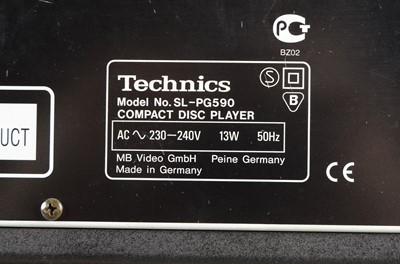 BZ02
Technics
Model No. SL-PG590
COMPACT DISC PLAYER
AC ∿ 230–240V 13W 50Hz
MB Video GmbH Peine Germany
Made in Germany
S
B
UCT
CE